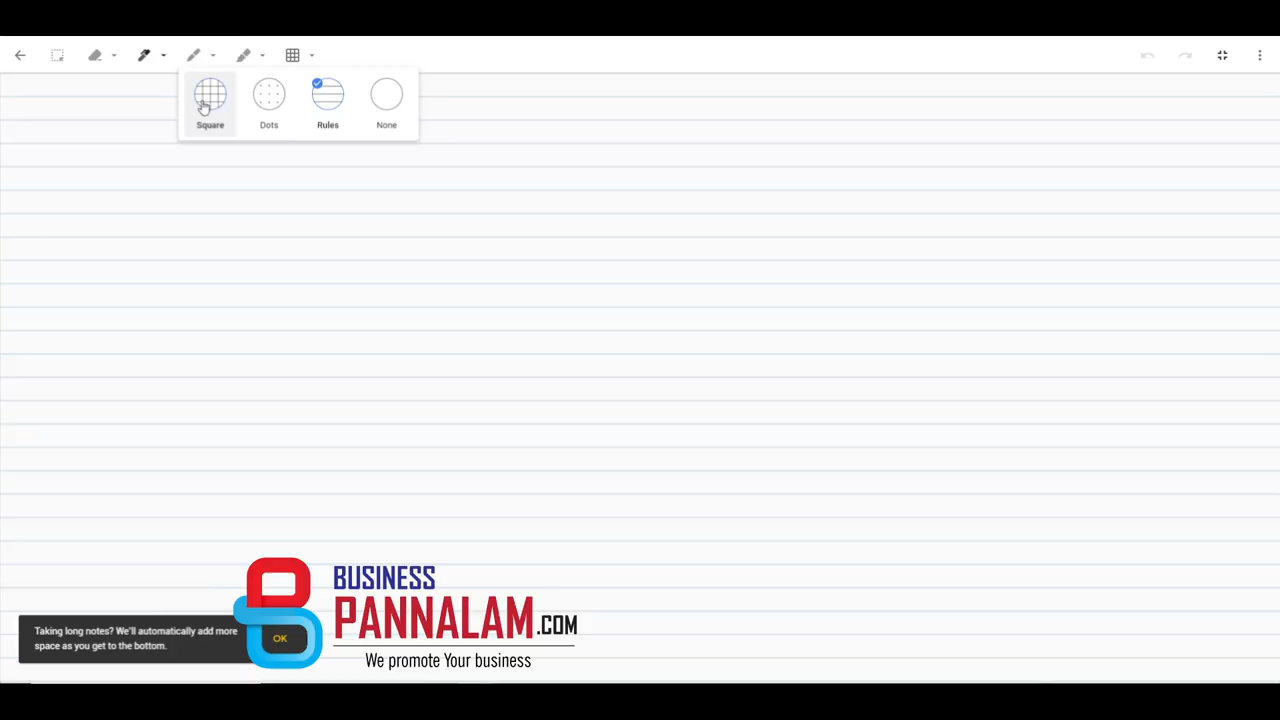 Square
Dots
Rules
None
BUSINESS
PANNALAM.COM
We promote Your business
Taking long notes? We'll automatically add more
space as you get to the bottom.
OK